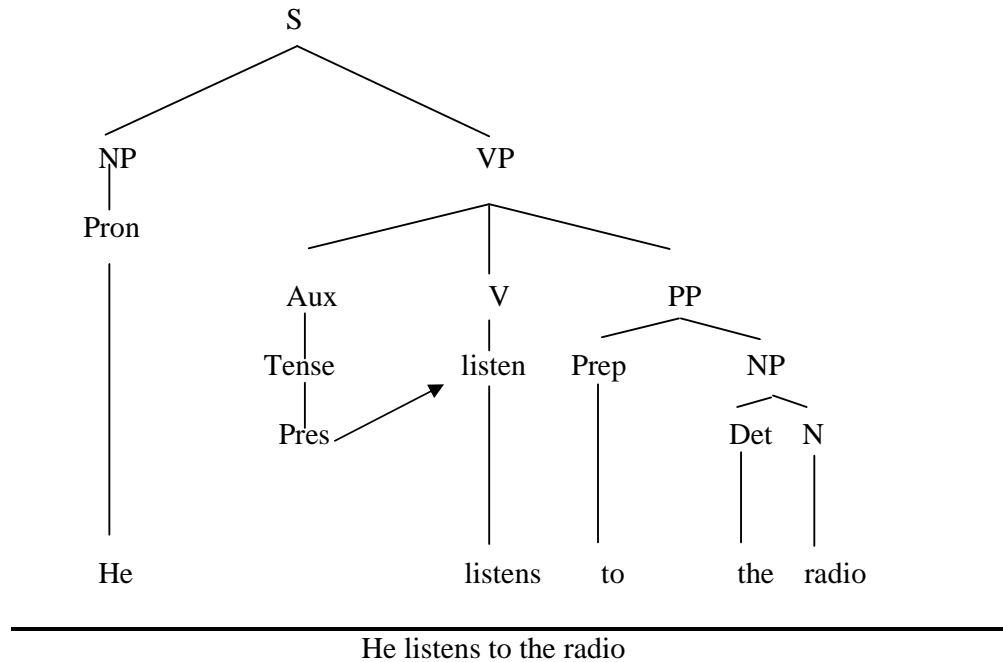 S
NP VP
Pron
Aux V PP
Tense listen Prep NP
Pres Det N
He listens to the radio
He listens to the radio